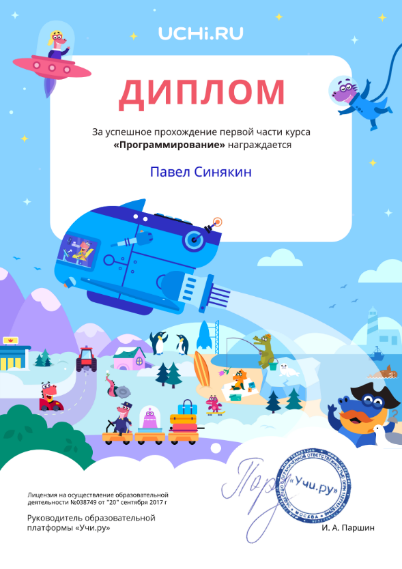 UCHi.RU
ДИПЛОМ
За успешное прохождение первой части курса
«Программирование» награждается
Павел Синякин
Лицензия на осуществление образовательной
деятельности №038749 от "20" сентября 2017 г
Руководитель образовательной
платформы «Учи.ру»
«Учи.ру»
И. А. Паршин